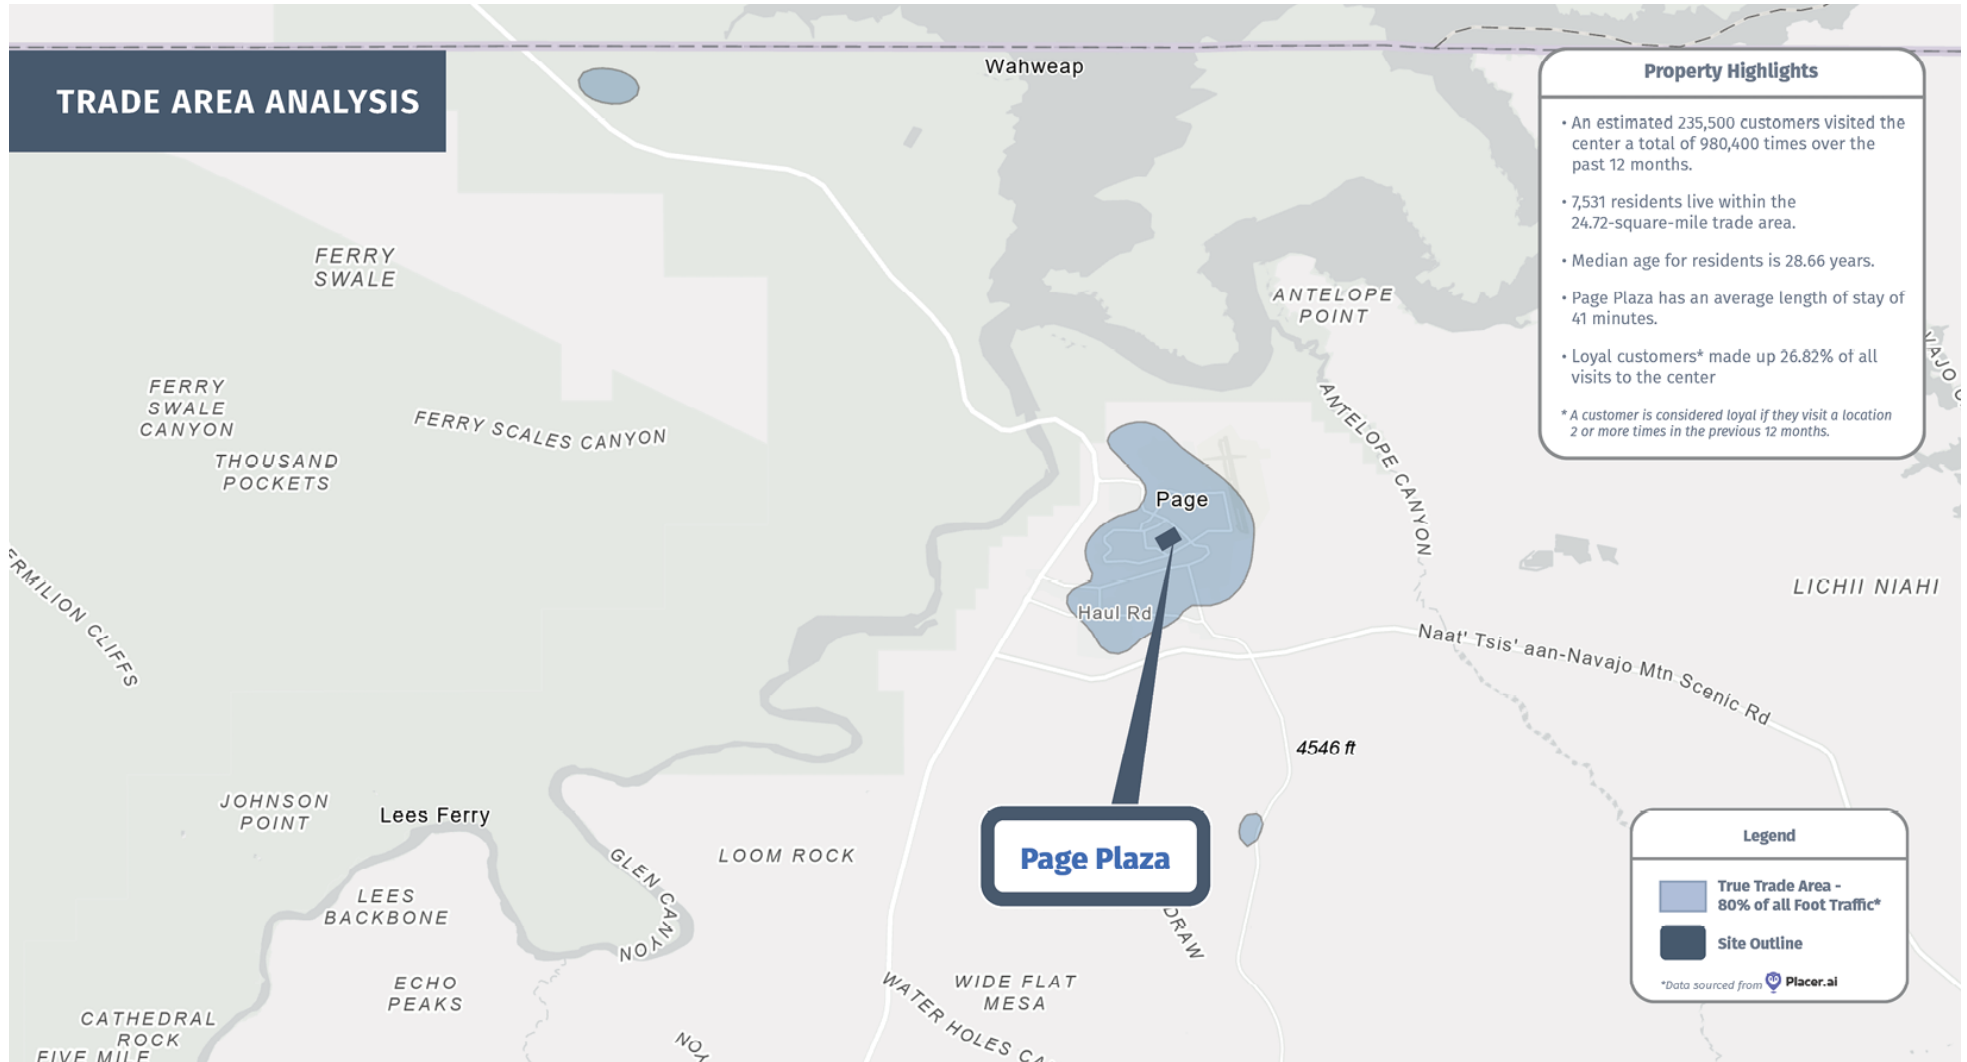 TRADE AREA ANALYSIS
Wahweap
Property Highlights
• An estimated 235,500 customers visited the
center a total of 980,400 times over the
past 12 months.
• 7,531 residents live within the
24.72-square-mile trade area.
• Median age for residents is 28.66 years.
• Page Plaza has an average length of stay of
41 minutes.
• Loyal customers* made up 26.82% of all
visits to the center
* A customer is considered loyal if they visit a location
2 or more times in the previous 12 months.
FERRY
SWALE
ANTELOPE
POINT
FERRY
SWALE
CANYON
FERRY SCALES CANYON
THOUSAND
POCKETS
ANTELOPE CANYON
Page
LICHII NIAHI
Haul Rd
CLIFFS
Naat' Tsis' aan-Navajo Mtn Scenic Rd
4546 ft
JOHNSON
POINT
Lees Ferry
GLEN CANYON
LOOM ROCK
Page Plaza
DRAW
LEES
BACKBONE
ECHO
PEAKS
WIDE FLAT
MESA
WATER HOLES
CATHEDRAL
ROCK
FIVE MILE
Legend
True Trade Area -
80% of all Foot Traffic*
Site Outline
*Data sourced from Placer.ai